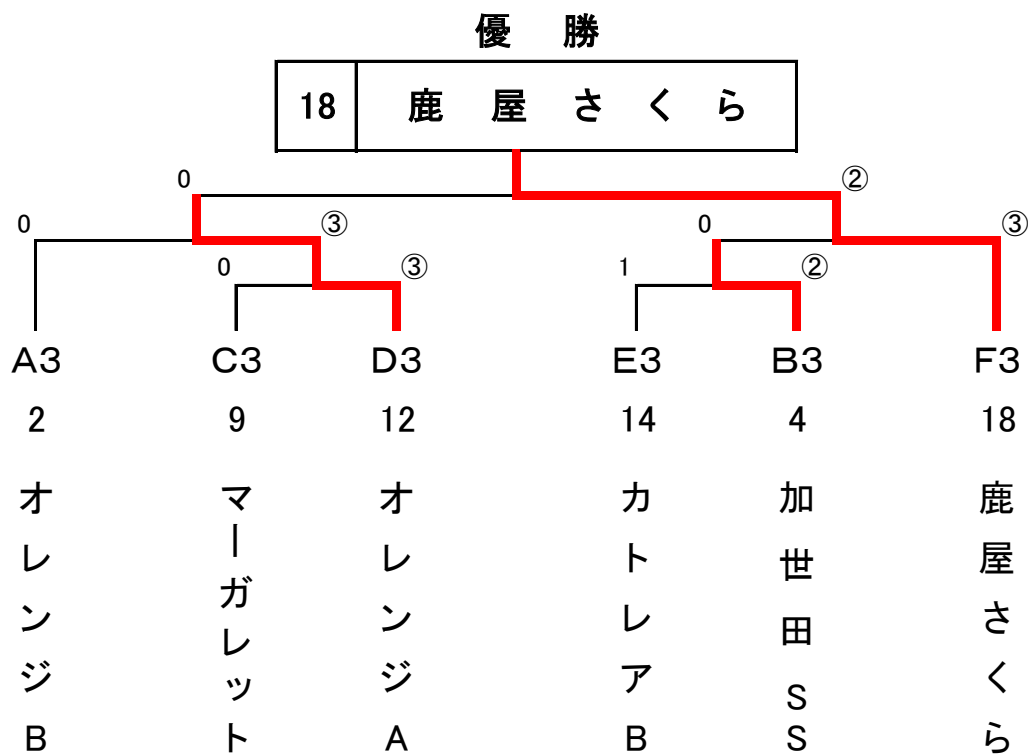 優勝
18 鹿屋さくら
0 ②
0 ③ 0 ③
0 ③ 1 ②
A3 C3 D3 E3 B3 F3
2 9 12 14 4 18
オレンジB
マーガレット
オレンジA
カトレアB
加世田SS
鹿屋さくら